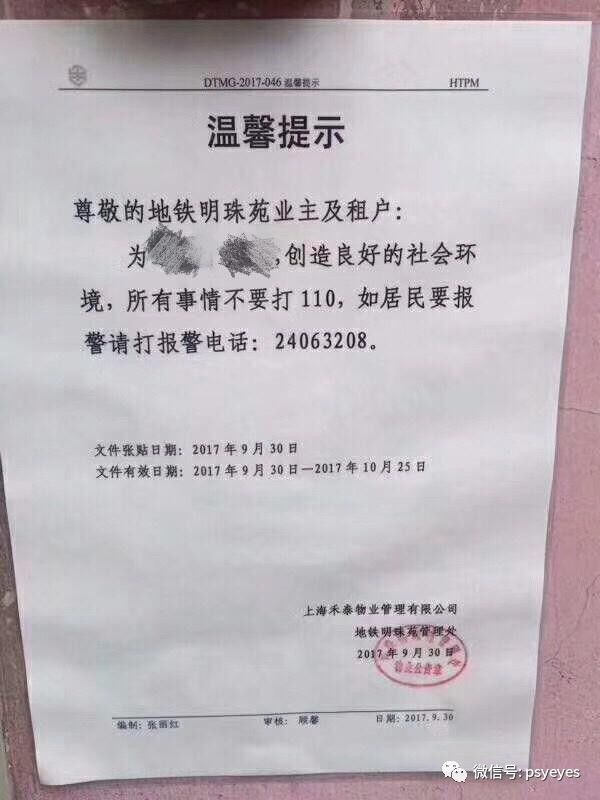 DTMG-2017-046 温馨提示 HTPM
温馨提示
尊敬的地铁明珠苑业主及租户：
为,创造良好的社会环
境，所有事情不要打110，如居民要报
警请打报警电话：24063208。
文件张贴日期：2017年9月30日
文件有效日期：2017年9月30日—2017年10月25日
上海禾泰物业管理有限公司
地铁明珠苑管理处
2017年9月30日
物业公告章
编制：张丽红 审核：顾馨 日期：2017.9.30
微信号: psyeyes